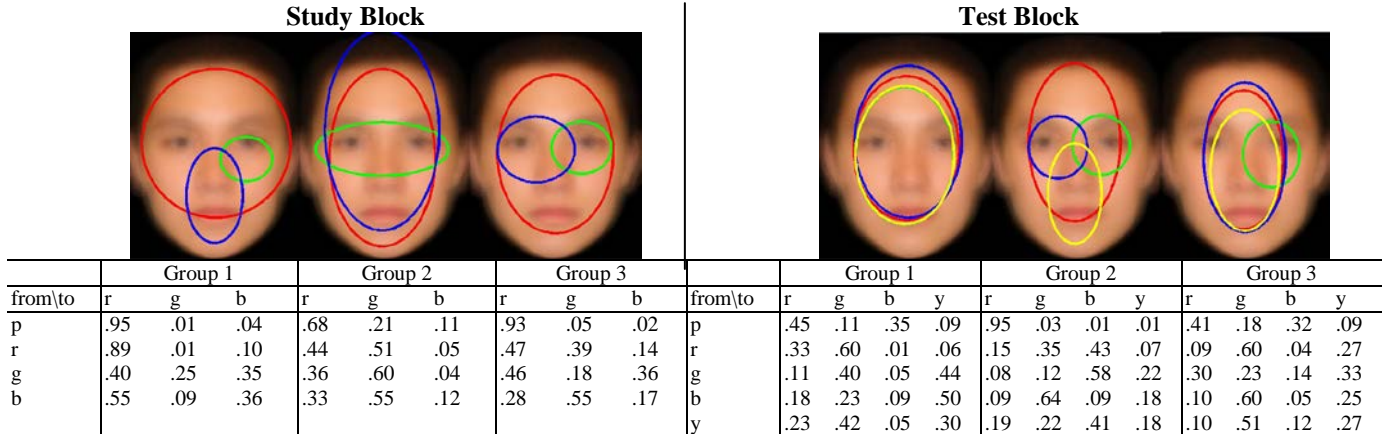 Study Block Test Block
Group 1 Group 2 Group 3 Group 1 Group 2 Group 3
from\to r g b r g b r g b from\to r g b y r g b y r g b y
p .95 .01 .04 .68 .21 .11 .93 .05 .02 p .45 .11 .35 .09 .95 .03 .01 .01 .41 .18 .32 .09
r .89 .01 .10 .44 .51 .05 .47 .39 .14 r .33 .60 .01 .06 .15 .35 .43 .07 .09 .60 .04 .27
g .40 .25 .35 .36 .60 .04 .46 .18 .36 g .11 .40 .05 .44 .08 .12 .58 .22 .30 .23 .14 .33
b .55 .09 .36 .33 .55 .12 .28 .55 .17 b .18 .23 .09 .50 .09 .64 .09 .18 .10 .60 .05 .25
y .23 .42 .05 .30 .19 .22 .41 .18 .10 .51 .12 .27